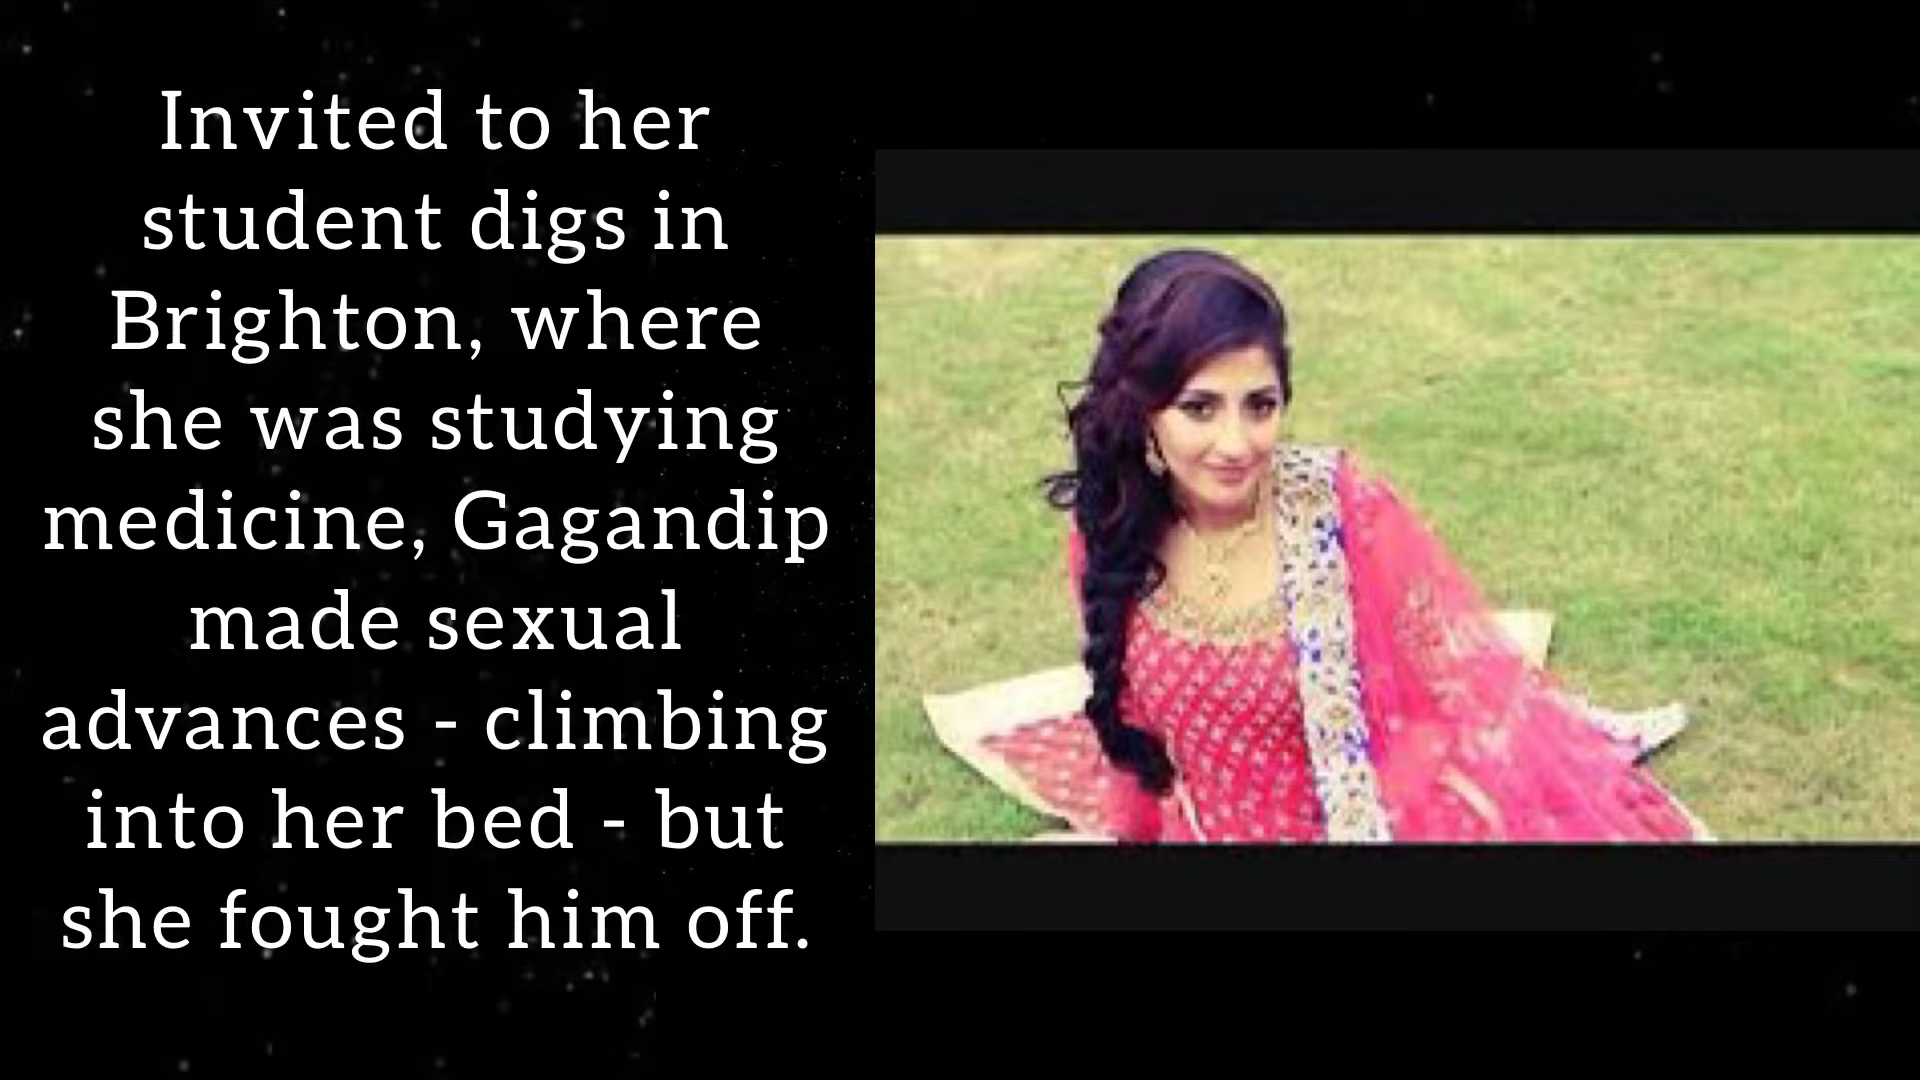 Invited to her
student digs in
Brighton, where
she was studying
medicine, Gagandip
made sexual
advances - climbing
into her bed - but
she fought him off.